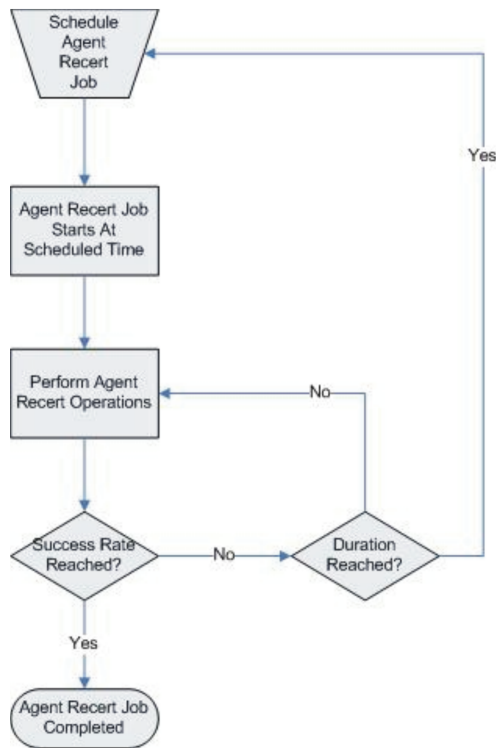 Schedule
Agent
Recert
Job
Yes
Agent Recert Job
Starts At
Scheduled Time
Perform Agent
Recert Operations
No
Success Rate
Reached?
No
Duration
Reached?
Yes
Agent Recert Job
Completed